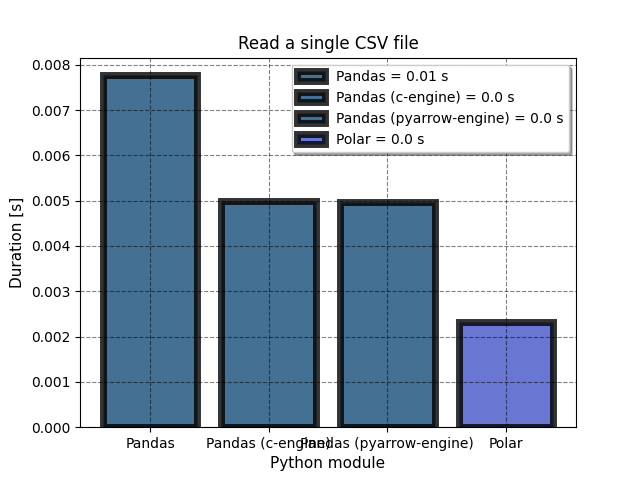 Read a single CSV file
Pandas = 0.01 s
Pandas (c-engine) = 0.0 s
Pandas (pyarrow-engine) = 0.0 s
Polar = 0.0 s
Duration [s]
0.008
0.007
0.006
0.005
0.004
0.003
0.002
0.001
0.000
Pandas Pandas (c-engine) Pandas (pyarrow-engine) Polar
Python module